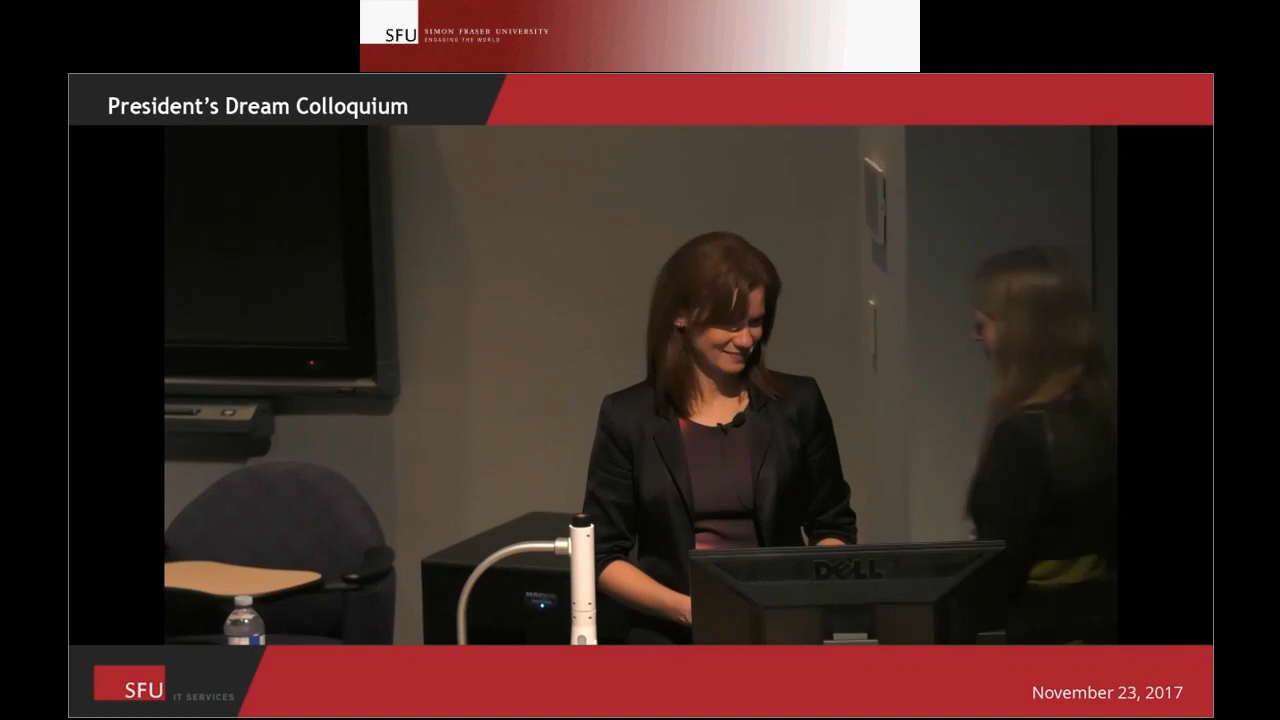 SFU SIMON FRASER UNIVERSITY
ENGAGING THE WORLD
President's Dream Colloquium
DELL
SFU IT SERVICES
November 23, 2017